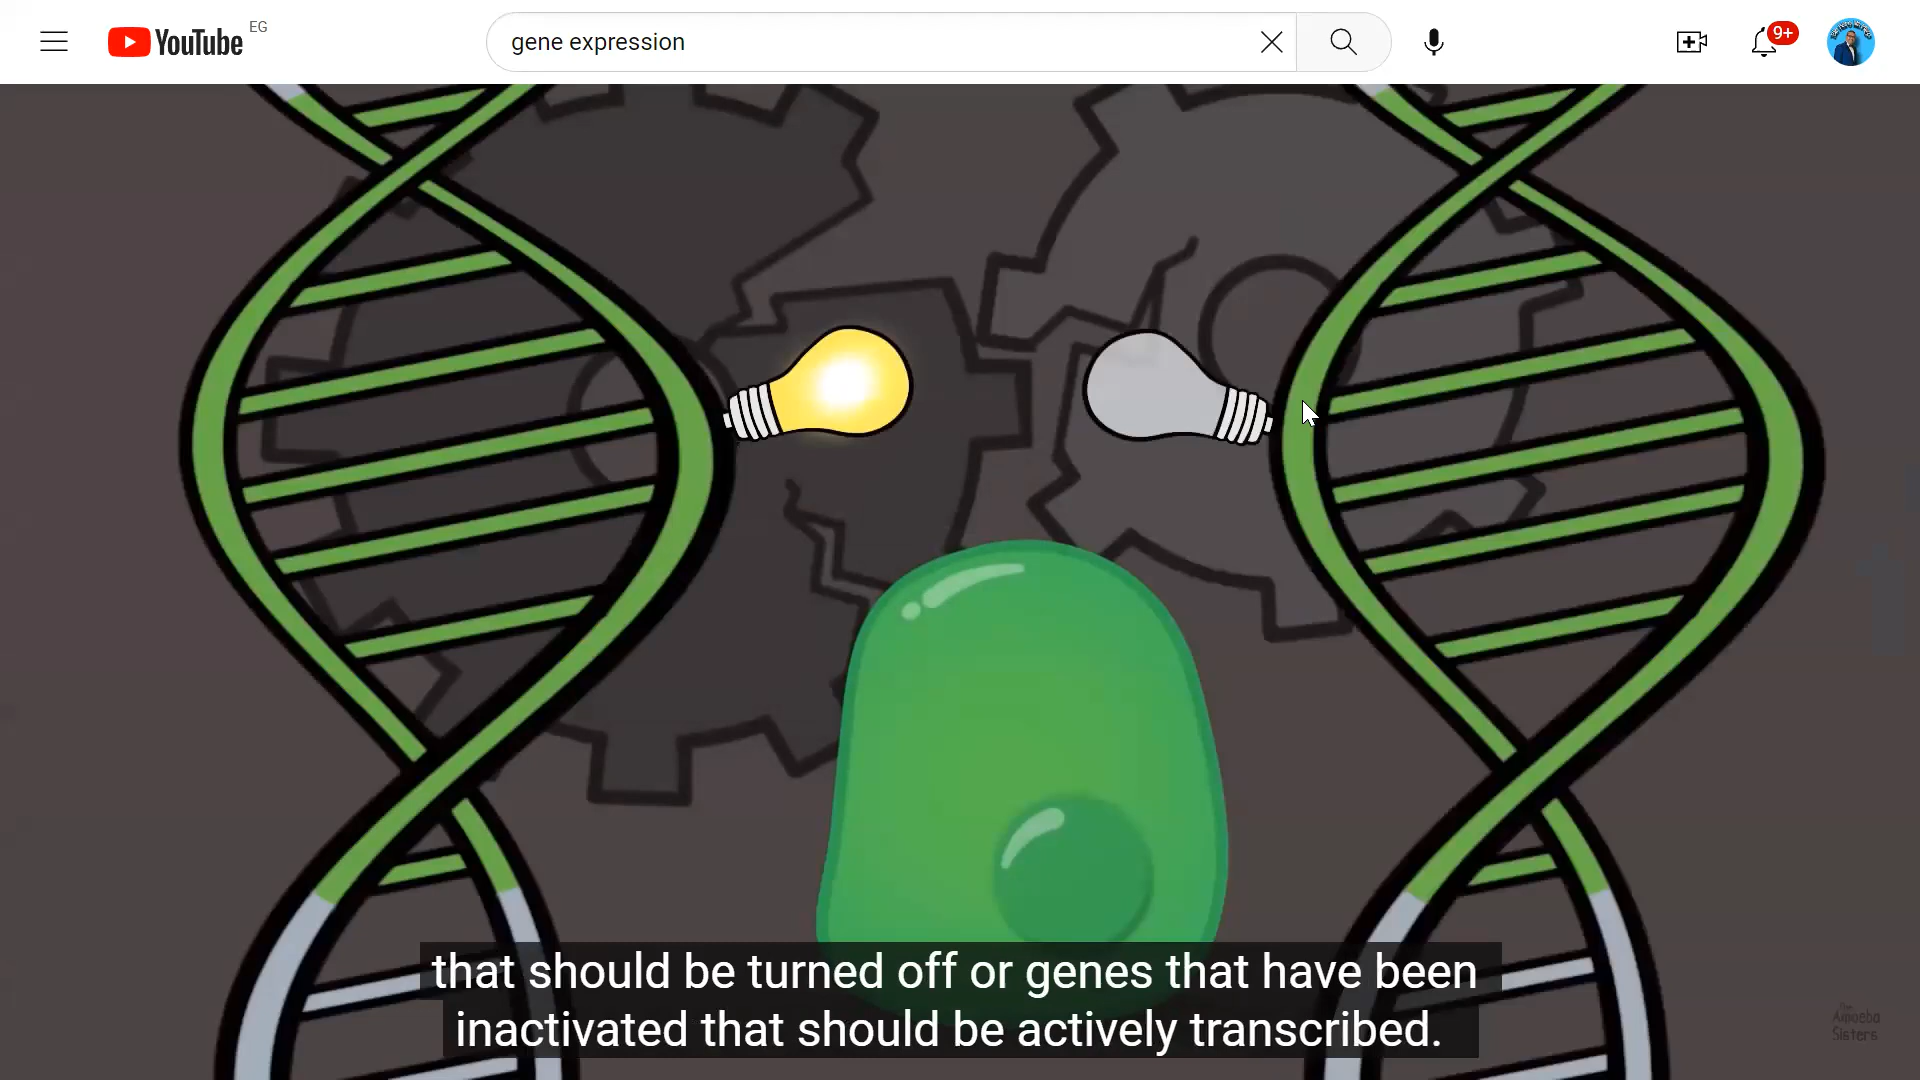 YouTube EG
gene expression
9+
that should be turned off or genes that have been
inactivated that should be actively transcribed.
The
Amoeba
Sisters